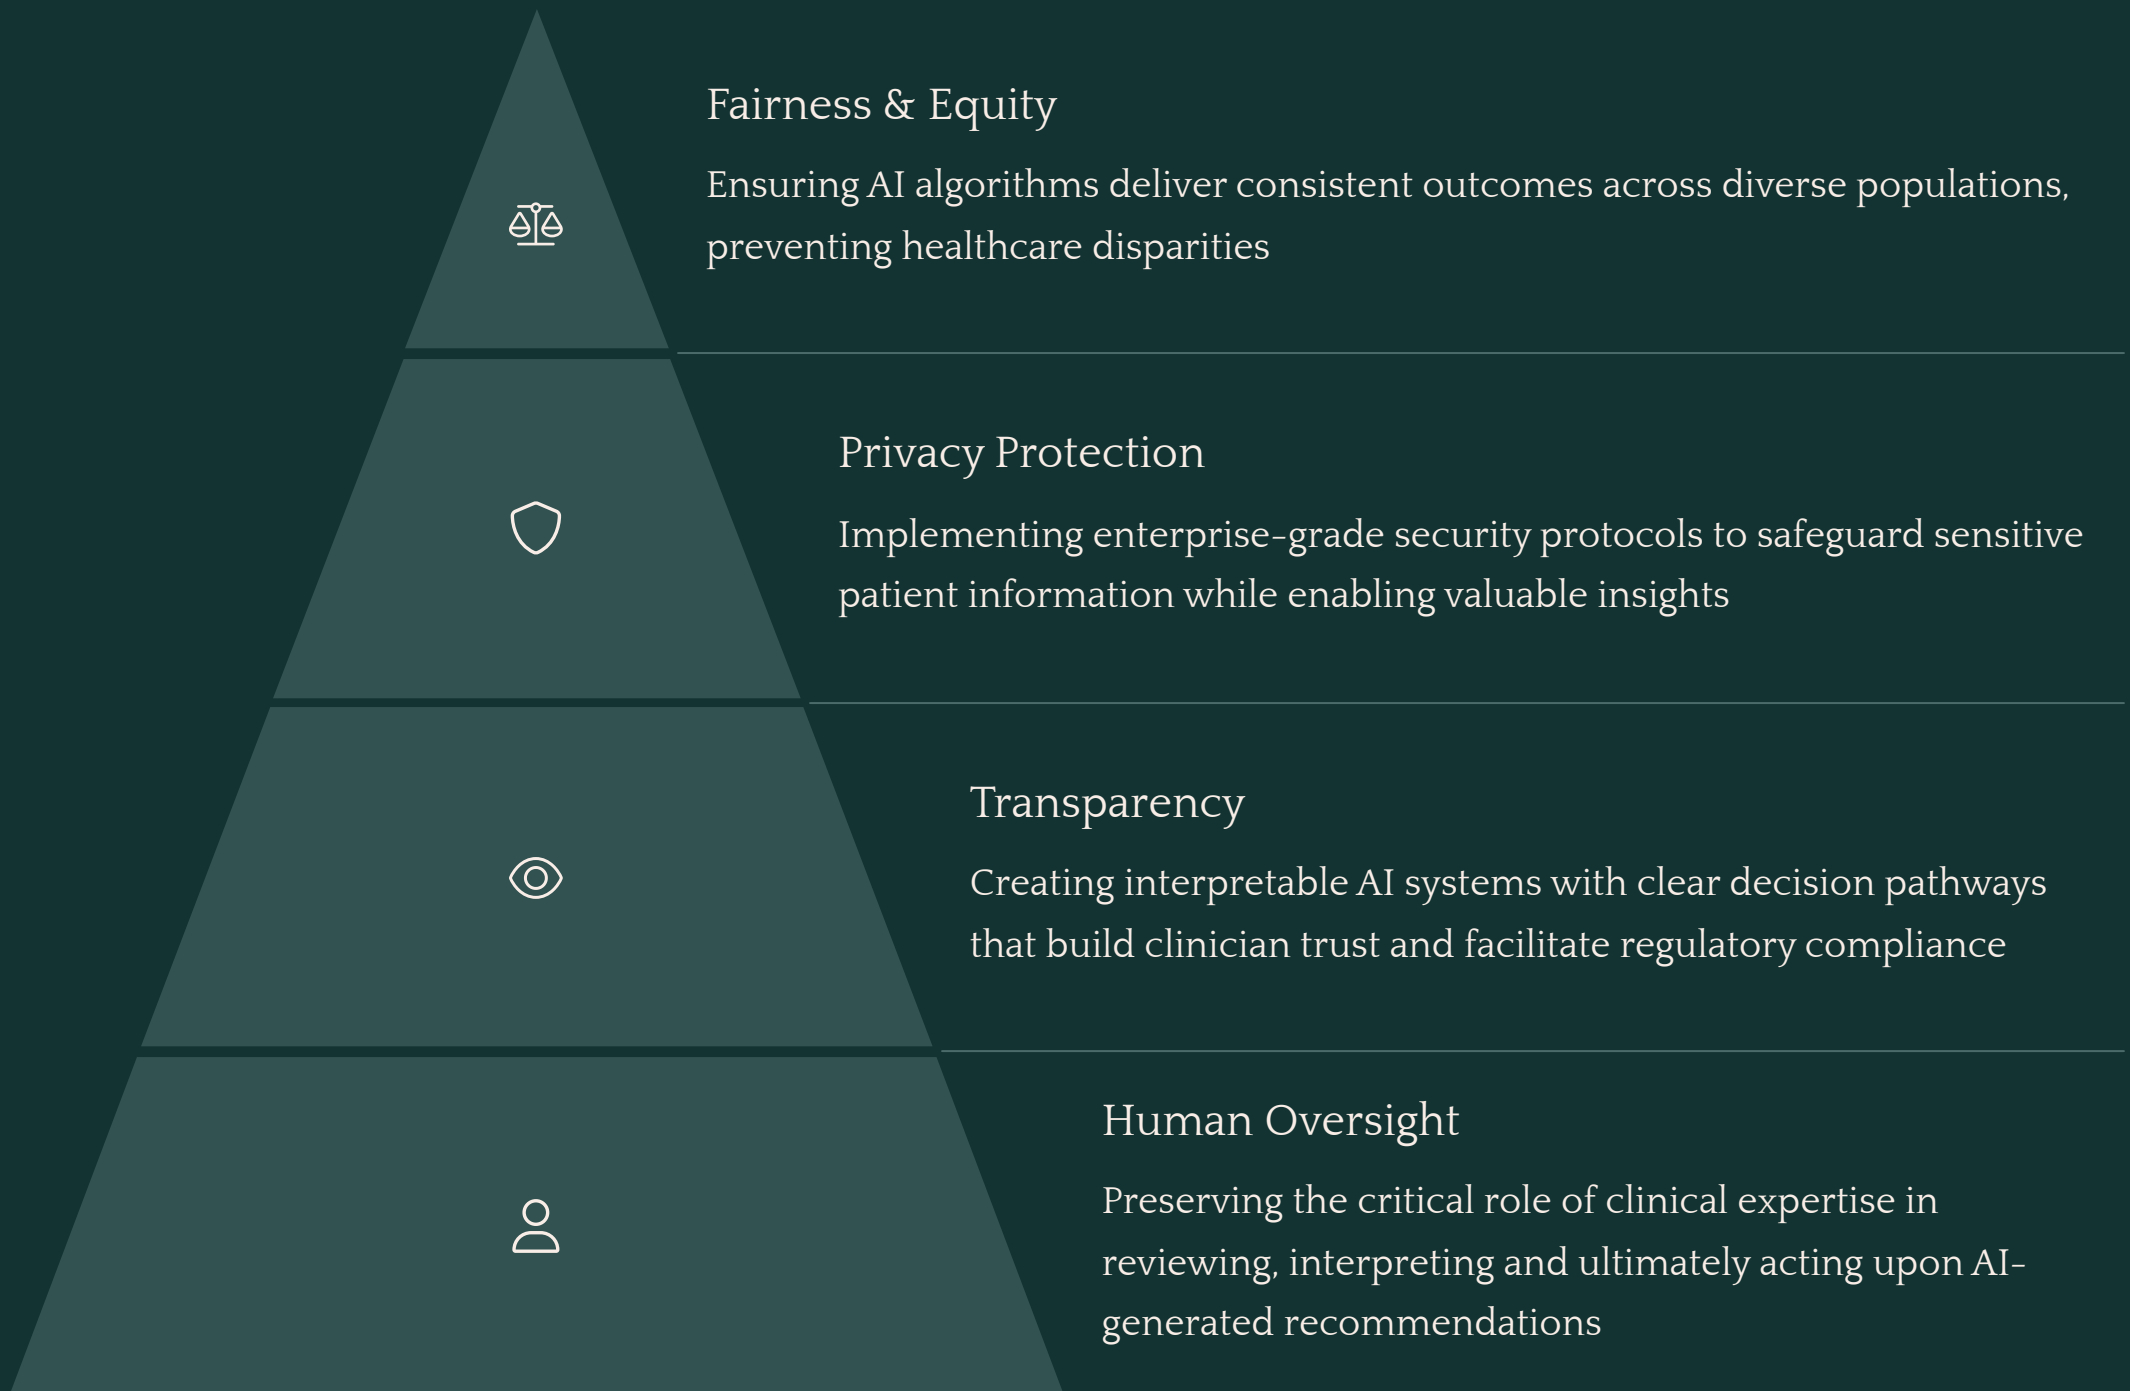 Fairness & Equity
Ensuring AI algorithms deliver consistent outcomes across diverse populations,
preventing healthcare disparities
Privacy Protection
Implementing enterprise-grade security protocols to safeguard sensitive
patient information while enabling valuable insights
Transparency
Creating interpretable AI systems with clear decision pathways
that build clinician trust and facilitate regulatory compliance
Human Oversight
Preserving the critical role of clinical expertise in
reviewing, interpreting and ultimately acting upon AI-
generated recommendations